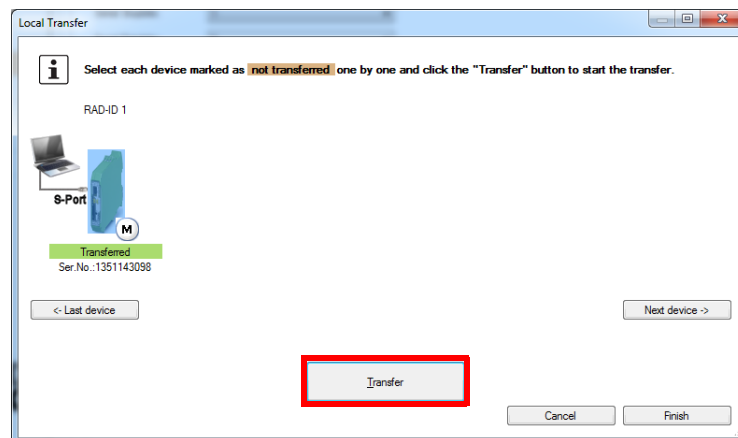 Local Transfer
Select each device marked as not transferred one by one and click the "Transfer" button to start the transfer.
RAD-ID 1
S-Port
M
Transferred
Ser.No.:1351143098
<- Last device
Next device ->
Transfer
Cancel
Finish